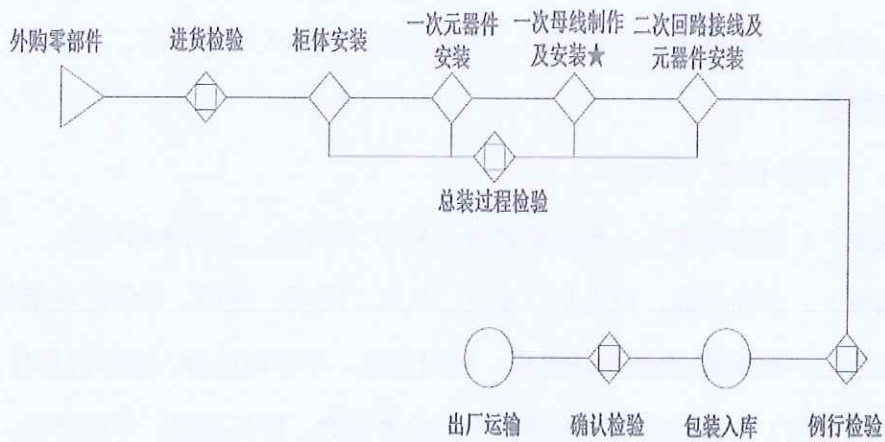 外购零部件
进货检验
柜体安装
一次元器件
安装
一次母线制作
及安装★
二次回路接线及
元器件安装
总装过程检验
出厂运输
确认检验
包装入库
例行检验